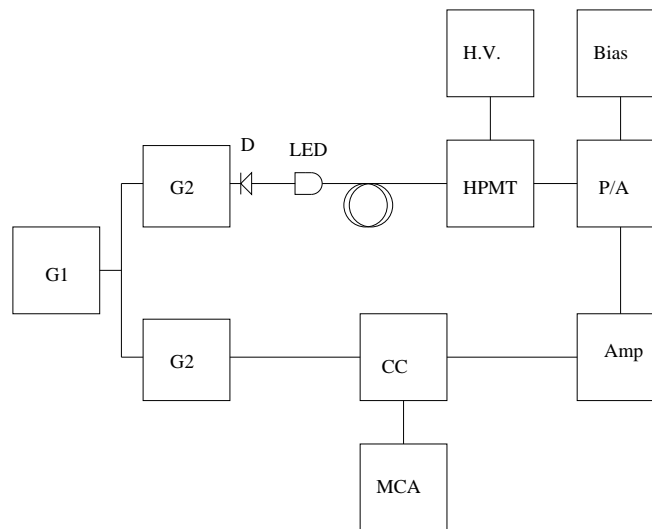 H.V.
Bias
D
LED
G2
HPMT
P/A
G1
G2
CC
Amp
MCA